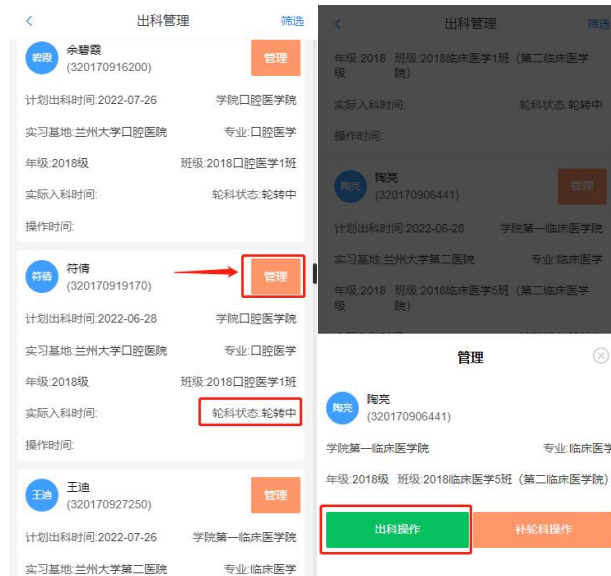 出科管理
筛选
碧霞
余碧霞
(320170916200)
管理
计划出科时间:2022-07-26 学院口腔医学院
实习基地:兰州大学口腔医院 专业:口腔医学
年级:2018级 班级:2018口腔医学1班
实际入科时间: 轮科状态:轮转中
操作时间:
符倩
符倩
(320170919170)
管理
计划出科时间:2022-06-28 学院口腔医学院
实习基地:兰州大学口腔医院 专业:口腔医学
年级:2018级 班级:2018口腔医学1班
实际入科时间: 轮科状态:轮转中
操作时间:
王迪
王迪
(320170927250)
管理
计划出科时间:2022-07-26 学院第一临床医学院
实习基地:兰州大学第二医院 专业:临床医学
出科管理
筛选
年级:2018级 班级:2018临床医学1班（第二临床医学院）
实际入科时间: 轮科状态:轮转中
操作时间:
陶亮
陶亮
(320170906441)
管理
计划出科时间:2022-06-28 学院第一临床医学院
实习基地:兰州大学第二医院 专业:临床医学
年级:2018级 班级:2018临床医学5班（第二临床医学院）
管理
陶亮
陶亮
(320170906441)
学院第一临床医学院 专业:临床医学
年级:2018级 班级:2018临床医学5班（第二临床医学院）
出科操作
补轮科操作